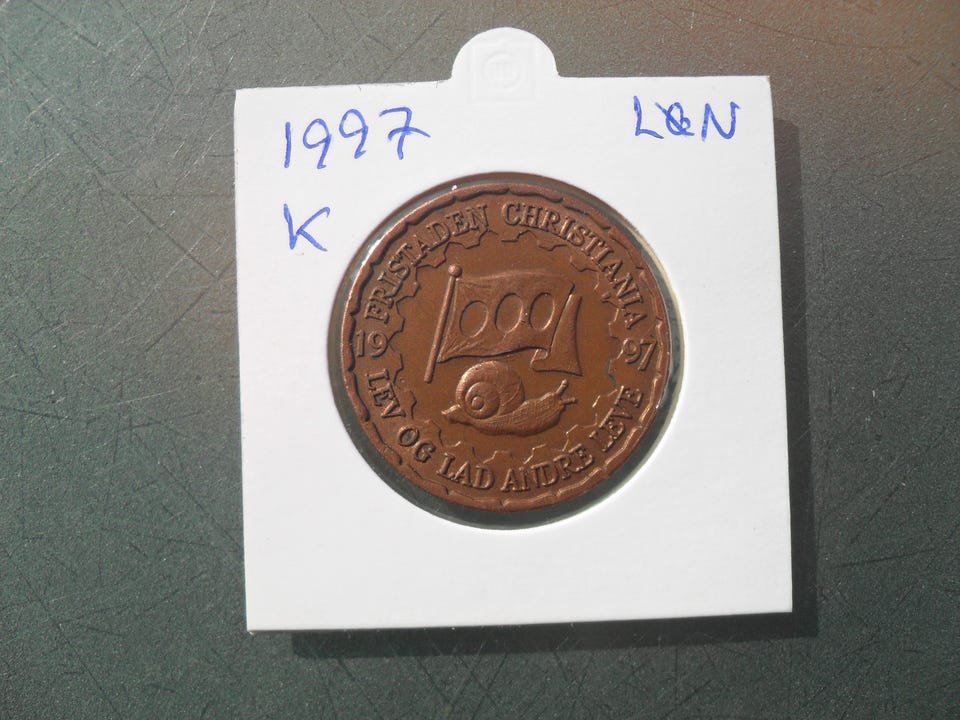 1997
LØN
K
FRISTADEN CHRISTIANIA
19 97
LEV OG LAD ANDRE LEVE